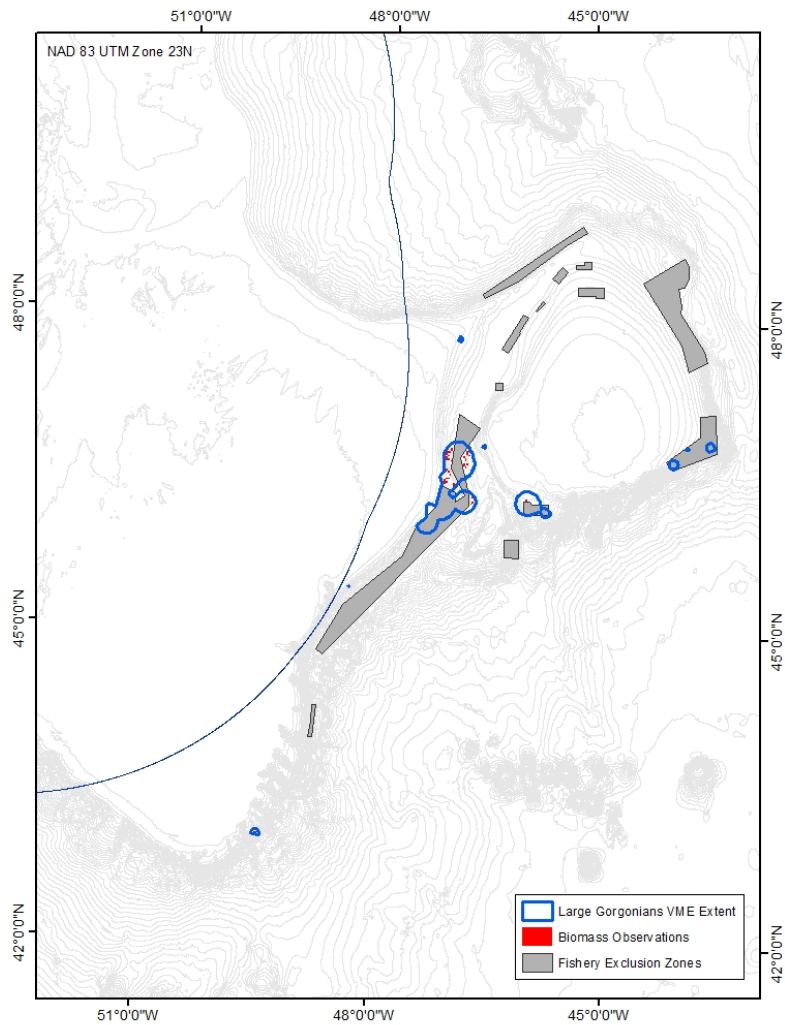 51°0'0"W 48°0'0"W 45°0'0"W
NAD 83 UTM Zone 23N
48°0'0"N
48°0'0"N
45°0'0"N
45°0'0"N
Large Gorgonians VME Extent
Biomass Observations
Fishery Exclusion Zones
42°0'0"N
42°0'0"N
51°0'0"W 48°0'0"W 45°0'0"W